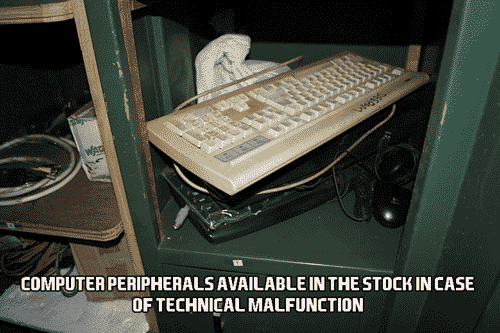 COMPUTER PERIPHERALS AVAILABLE IN THE STOCK IN CASE
OF TECHNICAL MALFUNCTION